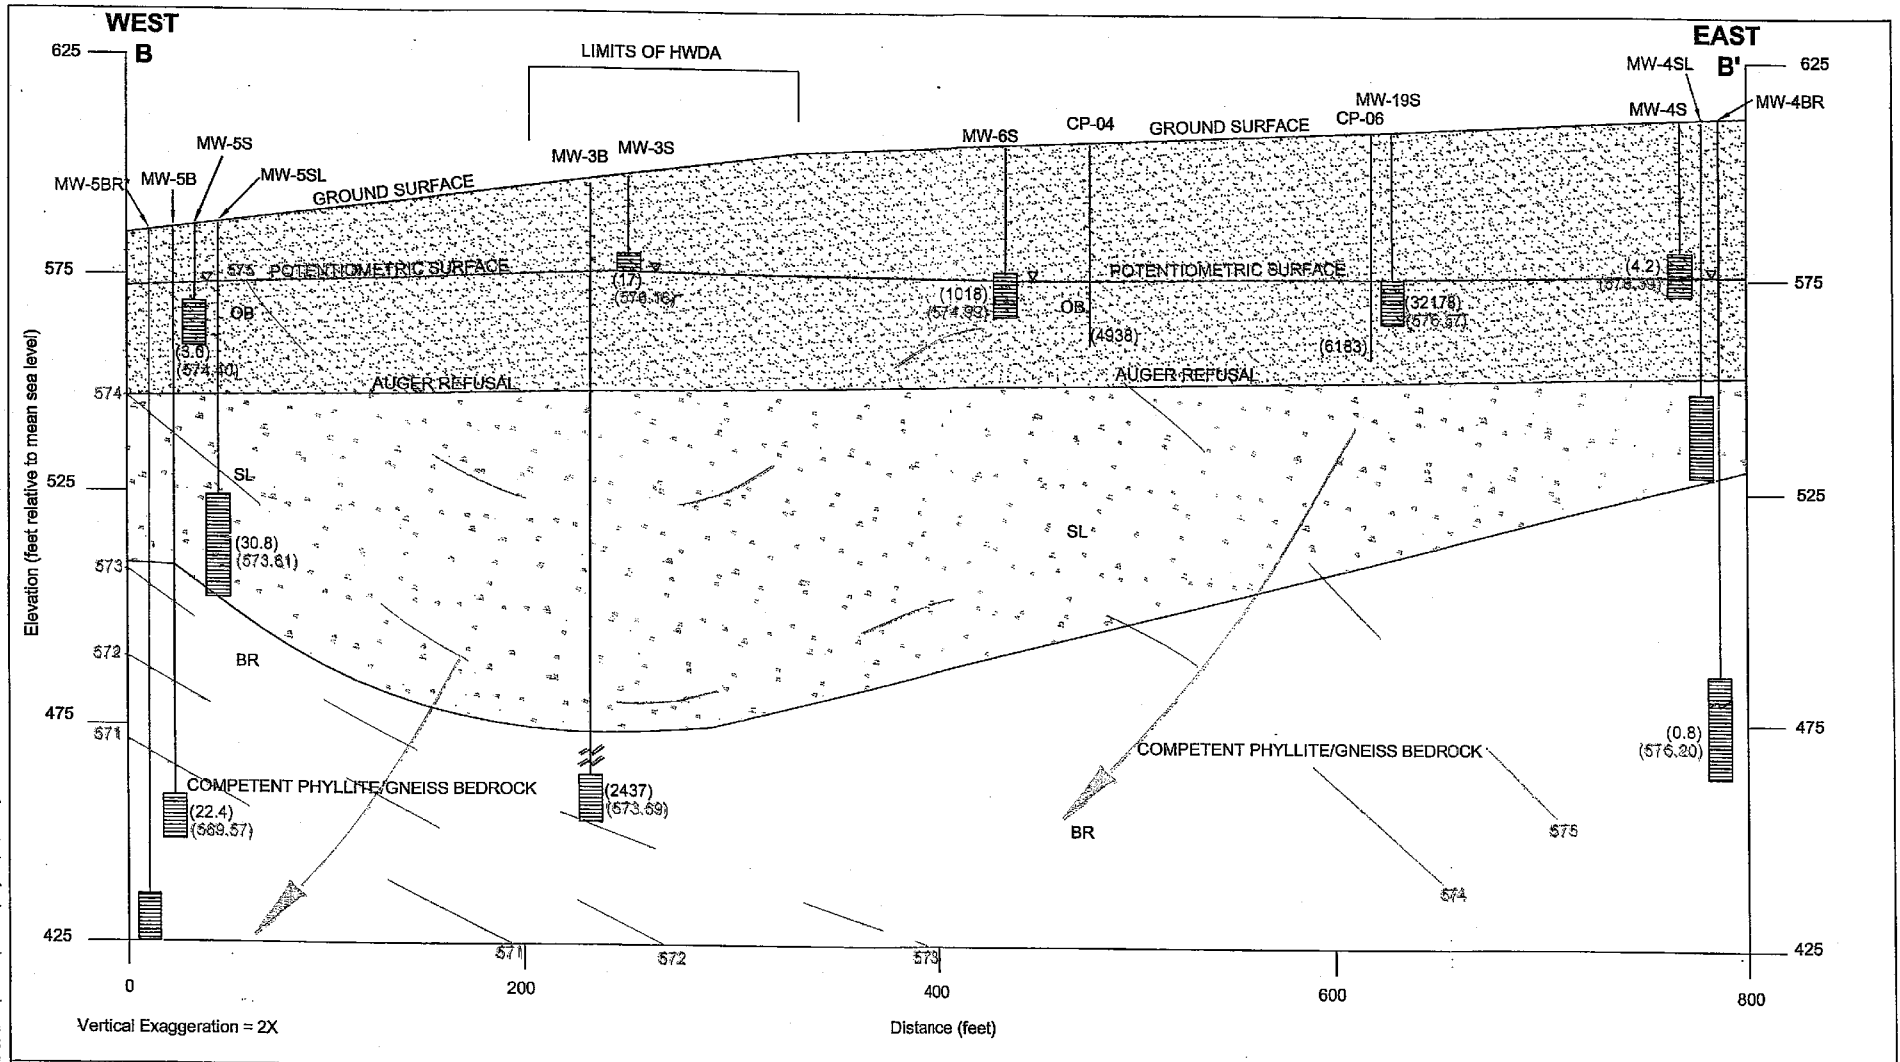 WEST
B
EAST
B'
625
LIMITS OF HWDA
MW-4SL
625
MW-4BR
MW-19S
MW-4S
CP-06
CP-04
GROUND SURFACE
MW-6S
MW-5S
MW-3B
MW-3S
MW-5BR
MW-5B
MW-5SL
GROUND SURFACE
575
575
POTENTIOMETRIC SURFACE
POTENTIOMETRIC SURFACE
575
(4.2)
(17)
(1018)
(574.99)
OB
OB
(32178)
(4938)
(6183)
(3.6)
AUGER REFUSAL
AUGER REFUSAL
574
SL
525
525
SL
(30.8)
(573.61)
573
BR
572
475
475
571
(0.8)
COMPETENT PHYLLITE/GNEISS BEDROCK
COMPETENT PHYLLITE/GNEISS BEDROCK
(22.4)
(569.57)
(2437)
(573.59)
BR
575
574
425
425
571
572
573
0
200
400
600
800
Vertical Exaggeration = 2X
Distance (feet)
Elevation (feet relative to mean sea level)